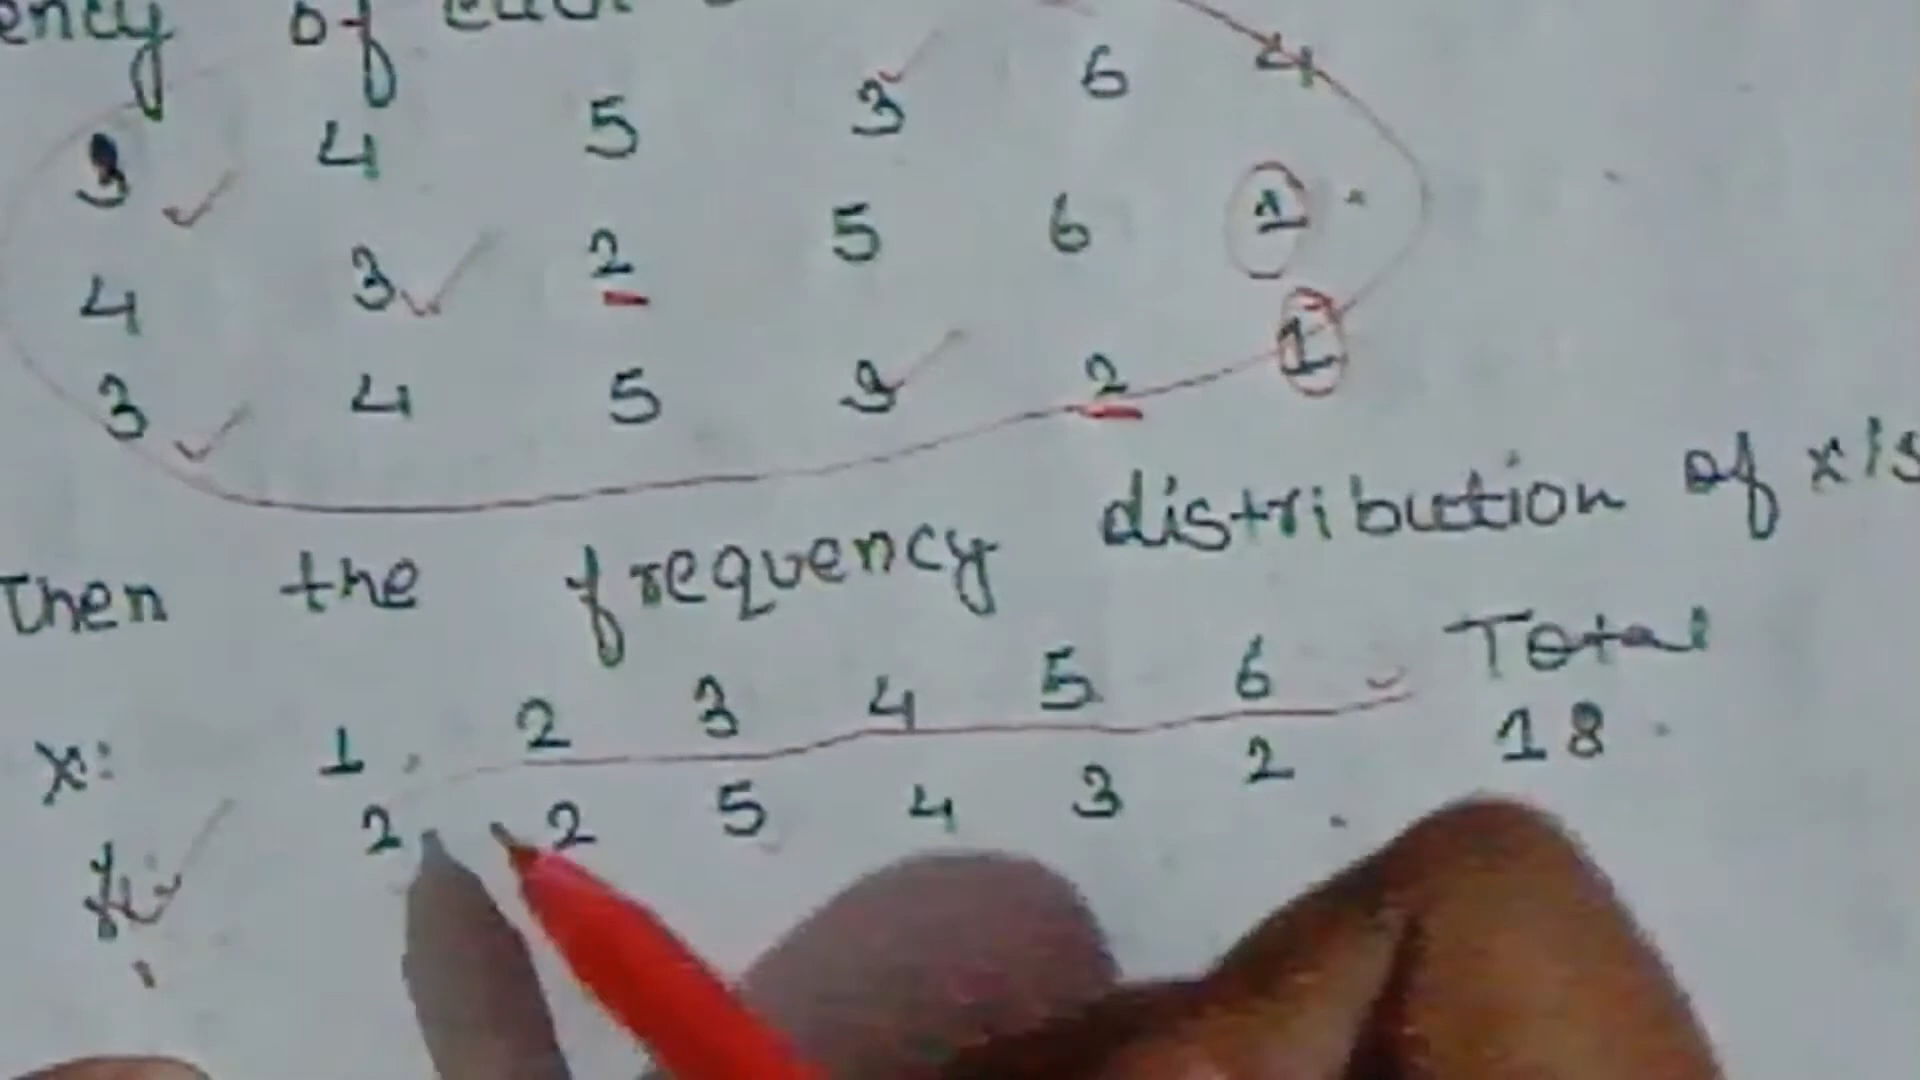 ency of each
3 4 5 3 6 4
4 3 2 5 6 1
3 4 5 3 2 1
Then the frequency distribution of x is
x: 1 2 3 4 5 6 Total
fi: 2 2 5 4 3 2 18